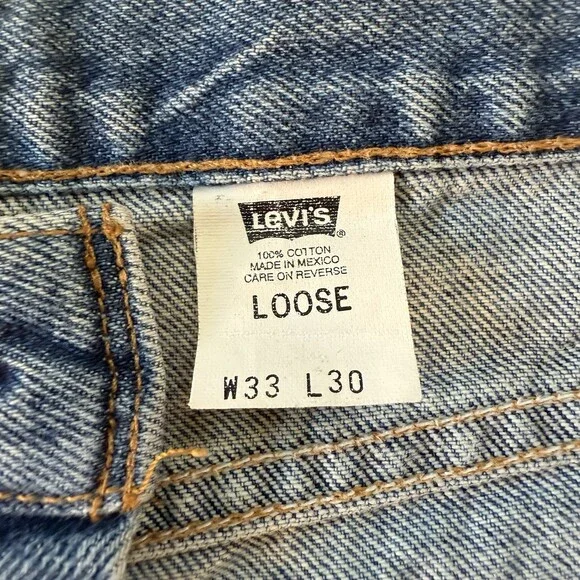 Levi's ®
100% COTTON
MADE IN MEXICO
CARE ON REVERSE
LOOSE
W33 L30